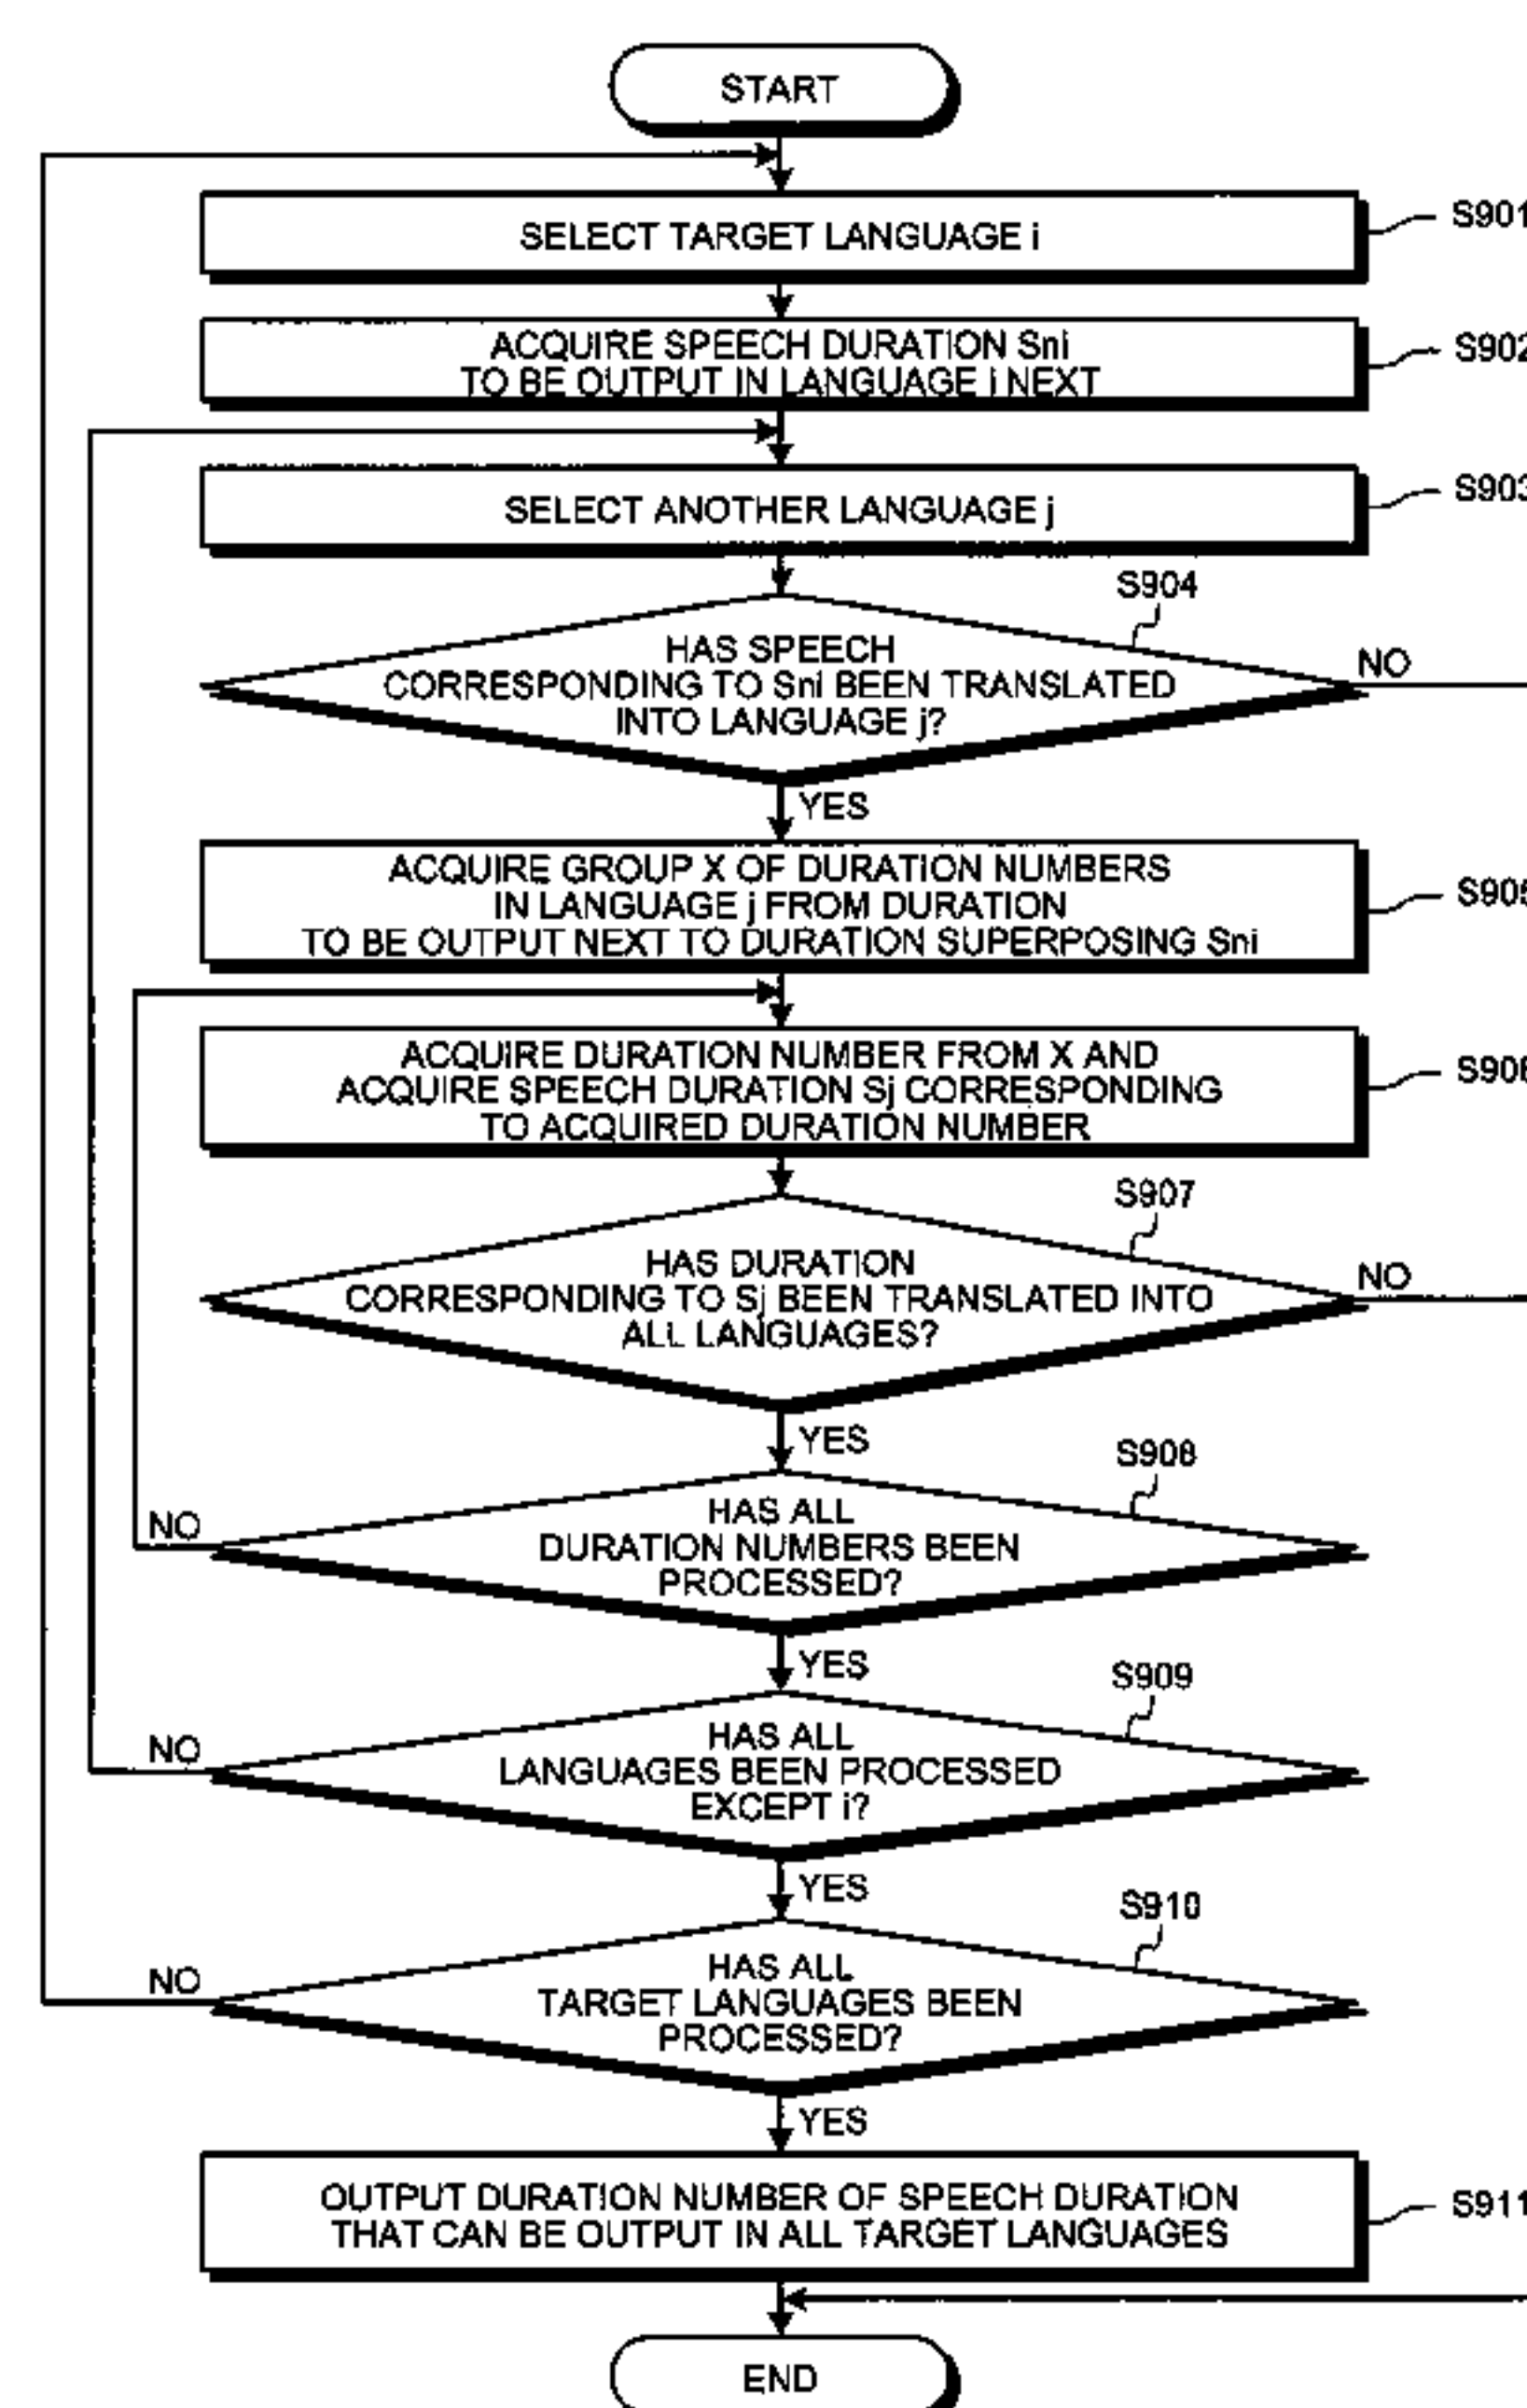 START
SELECT TARGET LANGUAGE i
S901
ACQUIRE SPEECH DURATION Sni
TO BE OUTPUT IN LANGUAGE i NEXT
S902
SELECT ANOTHER LANGUAGE j
S903
S904
HAS SPEECH
CORRESPONDING TO Sni BEEN TRANSLATED
INTO LANGUAGE j?
NO
YES
ACQUIRE GROUP X OF DURATION NUMBERS
IN LANGUAGE j FROM DURATION
TO BE OUTPUT NEXT TO DURATION SUPERPOSING Sni
S905
ACQUIRE DURATION NUMBER FROM X AND
ACQUIRE SPEECH DURATION Sj CORRESPONDING
TO ACQUIRED DURATION NUMBER
S906
S907
HAS DURATION
CORRESPONDING TO Sj BEEN TRANSLATED INTO
ALL LANGUAGES?
NO
YES
S908
HAS ALL
DURATION NUMBERS BEEN
PROCESSED?
NO
YES
S909
HAS ALL
LANGUAGES BEEN PROCESSED
EXCEPT i?
NO
YES
S910
HAS ALL
TARGET LANGUAGES BEEN
PROCESSED?
NO
YES
OUTPUT DURATION NUMBER OF SPEECH DURATION
THAT CAN BE OUTPUT IN ALL TARGET LANGUAGES
S911
END